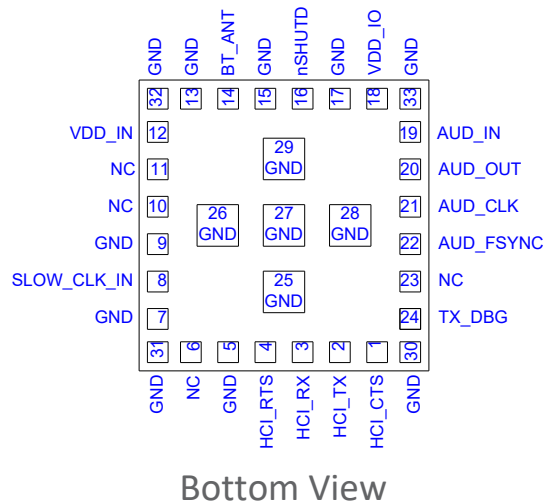 GND GND BT_ANT GND nSHUTD GND VDD_IO GND
32 13 14 15 16 17 18 33
VDD_IN 12 19 AUD_IN
NC 11 29 20 AUD_OUT
GND
NC 10 26 27 28 21 AUD_CLK
GND GND GND
GND 9 22 AUD_FSYNC
SLOW_CLK_IN 8 25 23 NC
GND
GND 7 24 TX_DBG
31 6 5 4 3 2 1 30
GND NC GND HCI_RTS HCI_RX HCI_TX HCI_CTS GND
Bottom View